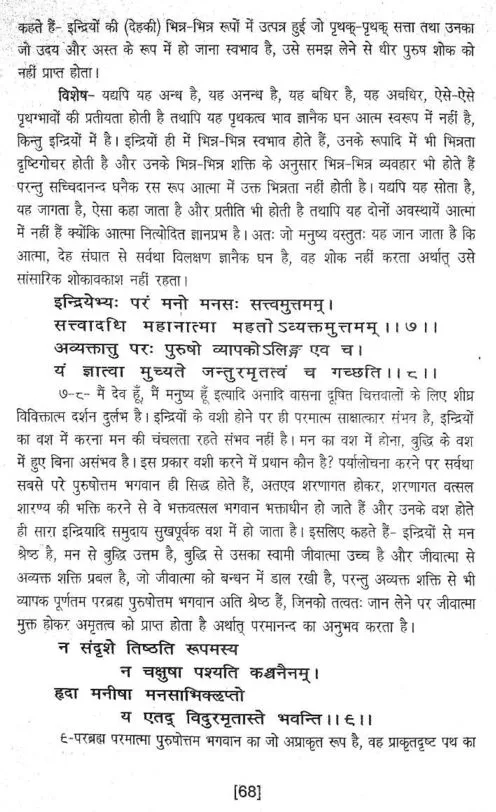 कहते हैं- इन्द्रियों की (देहकी) भिन्न-भिन्न रूपों में उत्पन्न हुई जो पृथक्-पृथक् सत्ता तथा उनका
जो उदय और अस्त के रूप में हो जाना स्वभाव है, उसे समझ लेने से धीर पुरुष शोक को
नहीं प्राप्त होता।
विशेष- यद्यपि यह अन्ध है, यह अनन्ध है, यह बधिर है, यह अबधिर, ऐसे-ऐसे
पृथग्भावों की प्रतीयता होती है तथापि यह पृथकत्व भाव ज्ञानैक घन आत्म स्वरूप में नहीं है,
किन्तु इन्द्रियों में है। इन्द्रियों ही में भिन्न-भिन्न स्वभाव होते हैं, उनके रूपादि में भी भिन्नता
दृष्टिगोचर होती है और उनके भिन्न-भिन्न शक्ति के अनुसार भिन्न-भिन्न व्यवहार भी होते हैं
परन्तु सच्चिदानन्द घनैक रस रूप आत्मा में उक्त भिन्नता नहीं होती है। यद्यपि यह सोता है,
यह जागता है, ऐसा कहा जाता है और प्रतीति भी होती है तथापि यह दोनों अवस्थायें आत्मा
में नहीं हैं क्योंकि आत्मा नित्योदित ज्ञानप्रभ है। अतः जो मनुष्य वस्तुतः यह जान जाता है कि
आत्मा, देह संघात से सर्वथा विलक्षण ज्ञानैक घन है, वह शोक नहीं करता अर्थात् उसे
सांसारिक शोकावकाश नहीं रहता।
इन्द्रियेभ्यः परं मनो मनसः सत्त्वमुत्तमम्।
सत्त्वादधि महानात्मा महतोऽव्यक्तमुत्तमम्।।७।।
अव्यक्तात्तु परः पुरुषो व्यापकोऽलिङ्ग एव च।
यं ज्ञात्वा मुच्यते जन्तुरमृतत्वं च गच्छति।।८।।
७-८- मैं देव हूँ, मैं मनुष्य हूँ इत्यादि अनादि वासना दूषित चित्तवालों के लिए शीघ्र
विविक्तात्म दर्शन दुर्लभ है। इन्द्रियों के वशी होने पर ही परमात्म साक्षात्कार संभव है, इन्द्रियों
का वश में करना मन की चंचलता रहते संभव नहीं है। मन का वश में होना, बुद्धि के वश
में हुए बिना असंभव है। इस प्रकार वशी करने में प्रधान कौन है? पर्यालोचना करने पर सर्वथा
सबसे परे पुरुषोत्तम भगवान ही सिद्ध होते हैं, अतएव शरणागत होकर, शरणागत वत्सल
शारण्य की भक्ति करने से वे भक्तवत्सल भगवान भक्ताधीन हो जाते हैं और उनके वश होते
ही सारा इन्द्रियादि समुदाय सुखपूर्वक वश में हो जाता है। इसलिए कहते हैं- इन्द्रियों से मन
श्रेष्ठ है, मन से बुद्धि उत्तम है, बुद्धि से उसका स्वामी जीवात्मा उच्च है और जीवात्मा से
अव्यक्त शक्ति प्रबल है, जो जीवात्मा को बन्धन में डाल रखी है, परन्तु अव्यक्त शक्ति से भी
व्यापक पूर्णतम परब्रह्म पुरुषोत्तम भगवान अति श्रेष्ठ हैं, जिनको तत्वतः जान लेने पर जीवात्मा
मुक्त होकर अमृतत्व को प्राप्त होता है अर्थात् परमानन्द का अनुभव करता है।
न संदृशे तिष्ठति रूपमस्य
न चक्षुषा पश्यति कश्चनैनम्।
हृदा मनीषा मनसाभिक्लृप्तो
य एतद् विदुरमृतास्ते भवन्ति।।९।।
९-परब्रह्म परमात्मा पुरुषोत्तम भगवान का जो अप्राकृत रूप है, वह प्राकृतदृष्ट पथ का
[68]